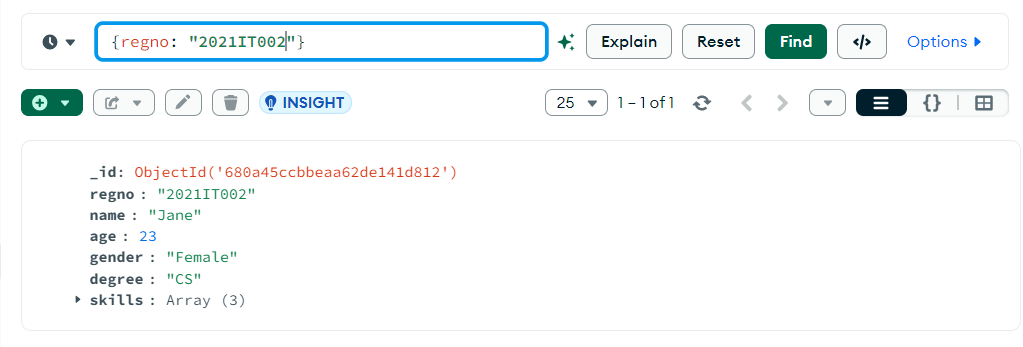 {regno: "2021IT002"}
Explain
Reset
Find
</>
Options
INSIGHT
25
1 – 1 of 1
{}
_id: ObjectId('680a45ccbbeaa62de141d812')
regno : "2021IT002"
name : "Jane"
age : 23
gender : "Female"
degree : "CS"
skills : Array (3)